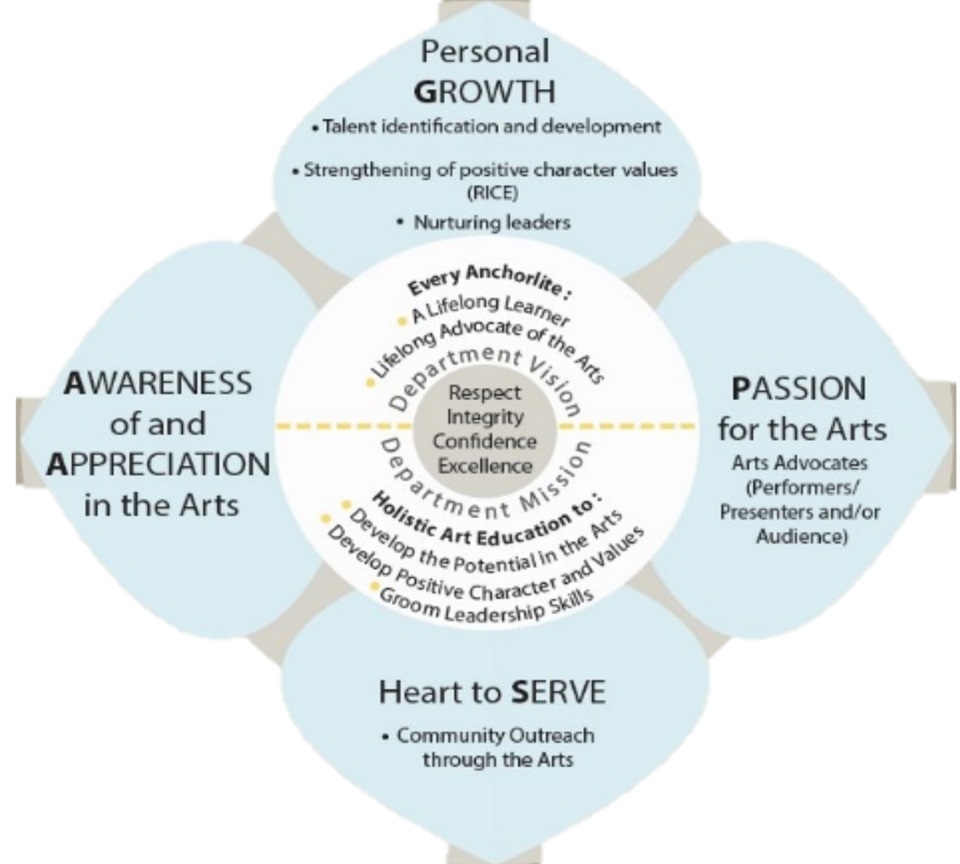 Personal
GROWTH
• Talent identification and development
• Strengthening of positive character values
(RICE)
• Nurturing leaders
AWARENESS
of and
APPRECIATION
in the Arts
Every Anchorlite :
• A Lifelong Learner
• Lifelong Advocate of the Arts
Department Vision
Respect
Integrity
Confidence
Excellence
Department Mission
Holistic Art Education to :
• Develop the Potential in the Arts
• Develop Positive Character and Values
• Groom Leadership Skills
PASSION
for the Arts
Arts Advocates
(Performers/
Presenters and/or
Audience)
Heart to SERVE
• Community Outreach
through the Arts